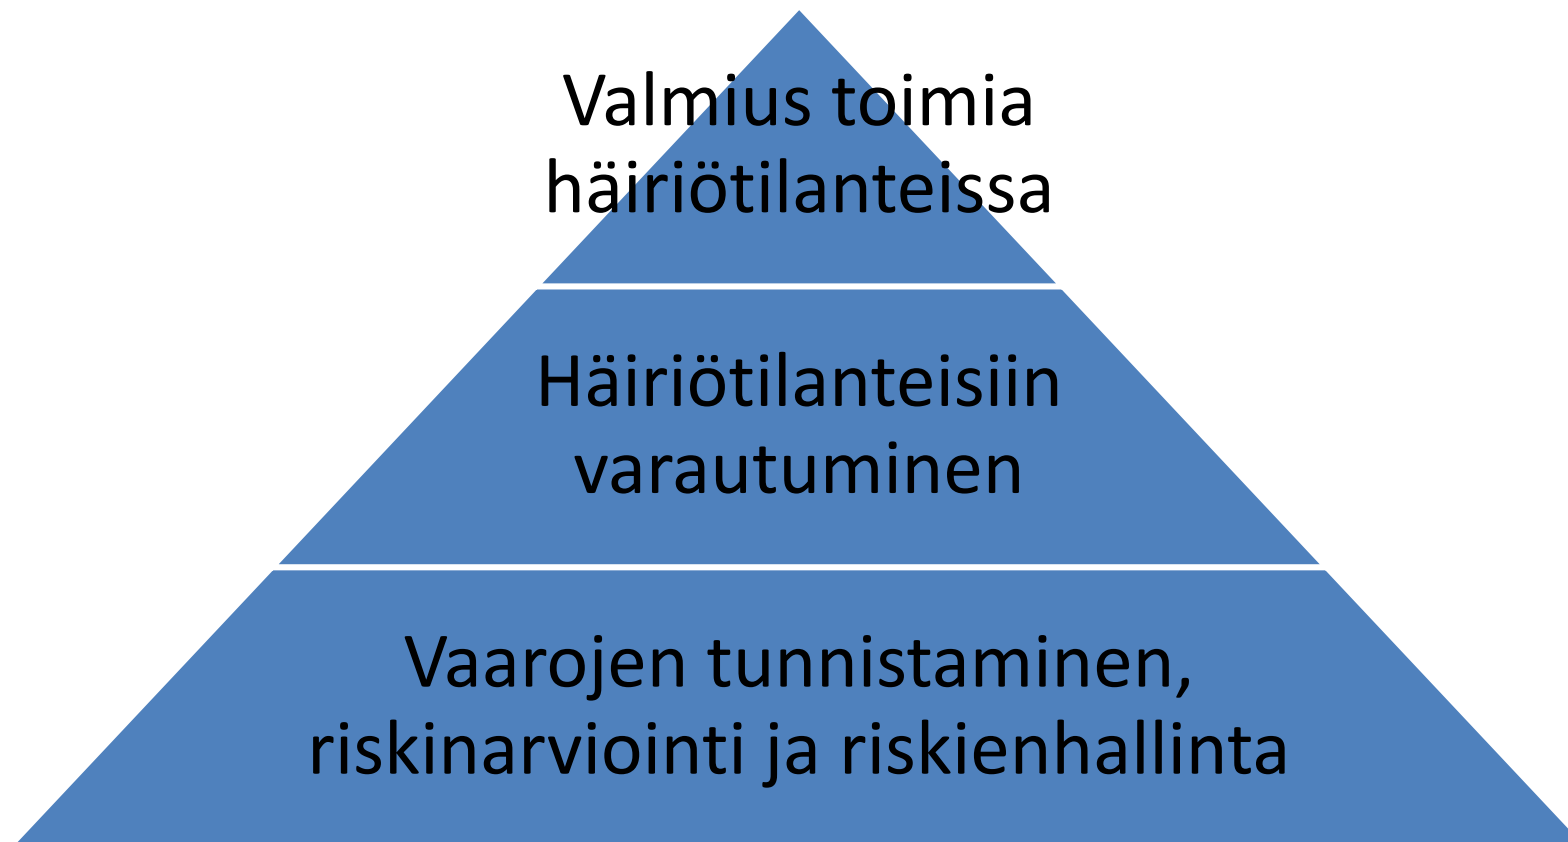 Valmius toimia
häiriötilanteissa
Häiriötilanteisiin
varautuminen
Vaarojen tunnistaminen,
riskinarviointi ja riskienhallinta